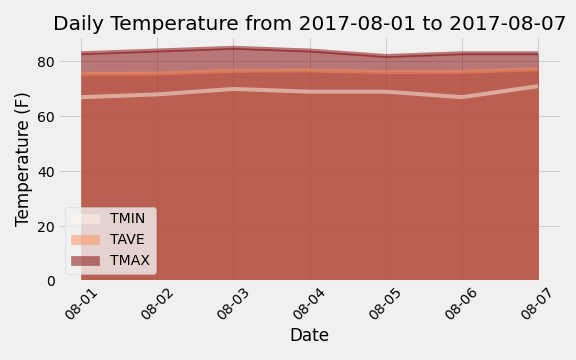 Daily Temperature from 2017-08-01 to 2017-08-07
Temperature (F)
80
60
40
20
0
TMIN
TAVE
TMAX
08-01
08-02
08-03
08-04
08-05
08-06
08-07
Date